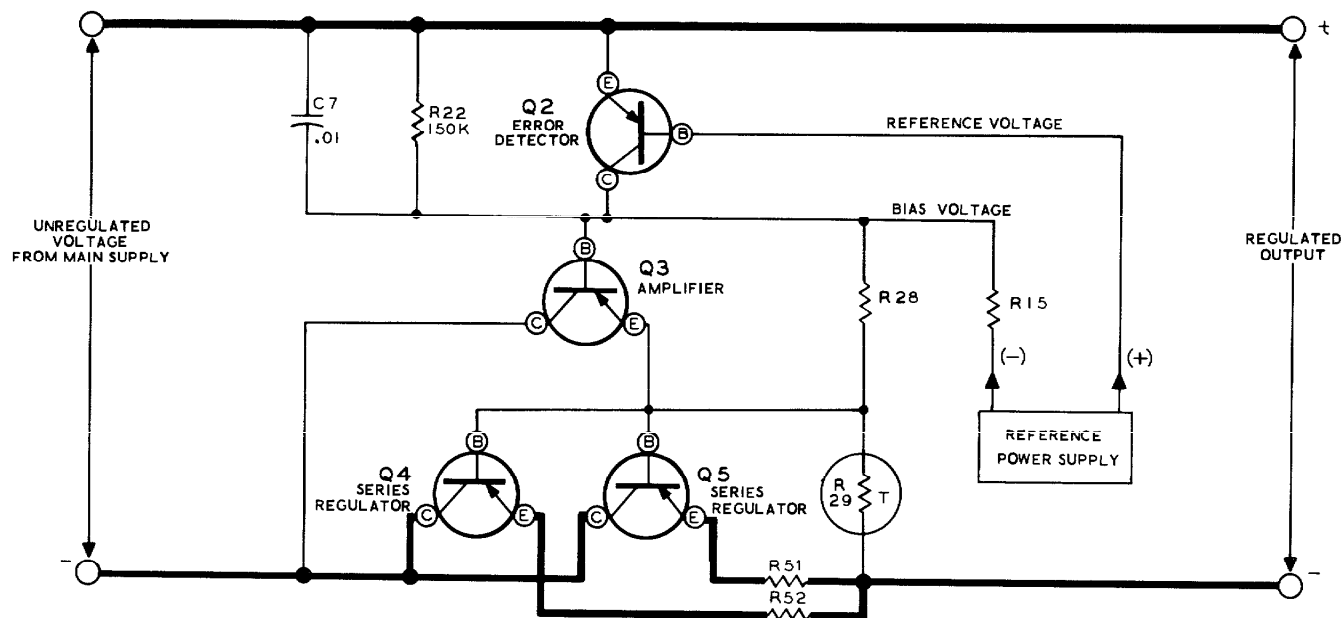 +
C7
.01
R22
150K
Q2
ERROR
DETECTOR
E
B
C
REFERENCE VOLTAGE
UNREGULATED
VOLTAGE
FROM MAIN SUPPLY
BIAS VOLTAGE
REGULATED
OUTPUT
B
Q3
AMPLIFIER
C
E
R28
R15
(-)
(+)
REFERENCE
POWER SUPPLY
Q4
SERIES
REGULATOR
B
C
E
Q5
SERIES
REGULATOR
B
C
E
R
29
T
-
R51
R52
-